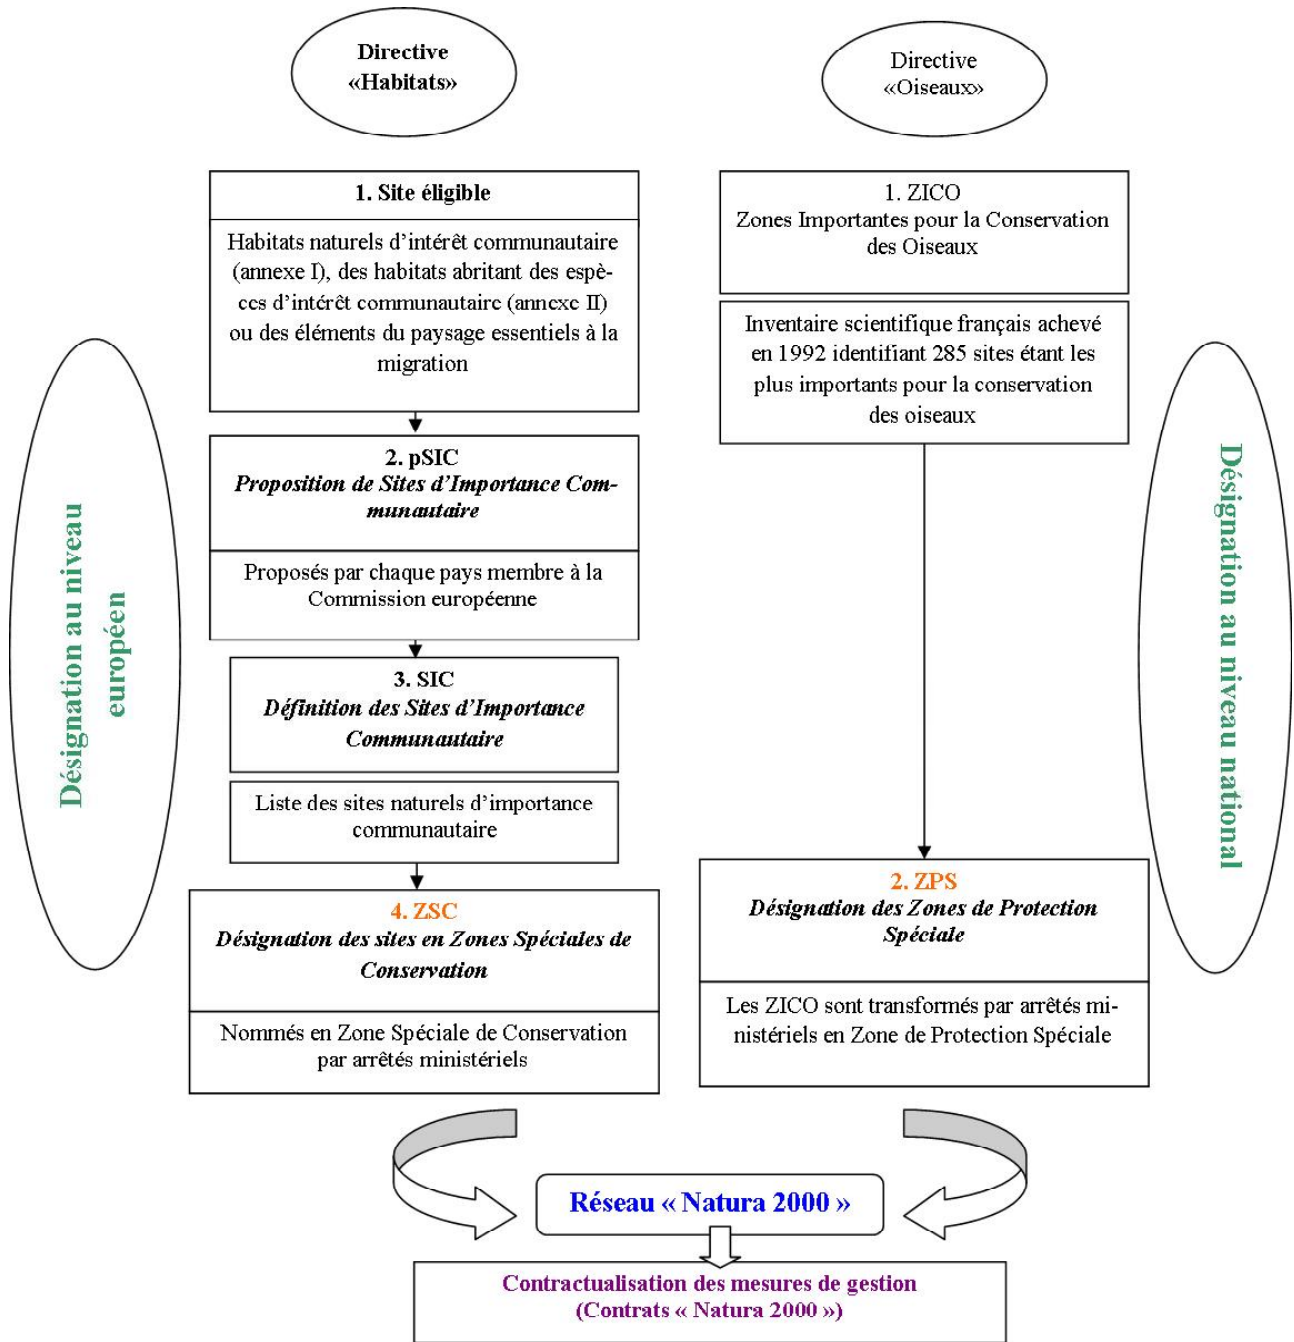 Directive
«Habitats»
Directive
«Oiseaux»
1. Site éligible
Habitats naturels d’intérêt communautaire
(annexe I), des habitats abritant des espè-
ces d’intérêt communautaire (annexe II)
ou des éléments du paysage essentiels à la
migration
2. pSIC
Proposition de Sites d’Importance Com-
munautaire
Proposés par chaque pays membre à la
Commission européenne
3. SIC
Définition des Sites d’Importance
Communautaire
Liste des sites naturels d’importance
communautaire
4. ZSC
Désignation des sites en Zones Spéciales de
Conservation
Nommés en Zone Spéciale de Conservation
par arrêtés ministériels
1. ZICO
Zones Importantes pour la Conservation
des Oiseaux
Inventaire scientifique français achevé
en 1992 identifiant 285 sites étant les
plus importants pour la conservation
des oiseaux
2. ZPS
Désignation des Zones de Protection
Spéciale
Les ZICO sont transformés par arrêtés mi-
nistériels en Zone de Protection Spéciale
Désignation au niveau
européen
Désignation au niveau national
Réseau « Natura 2000 »
Contractualisation des mesures de gestion
(Contrats « Natura 2000 »)